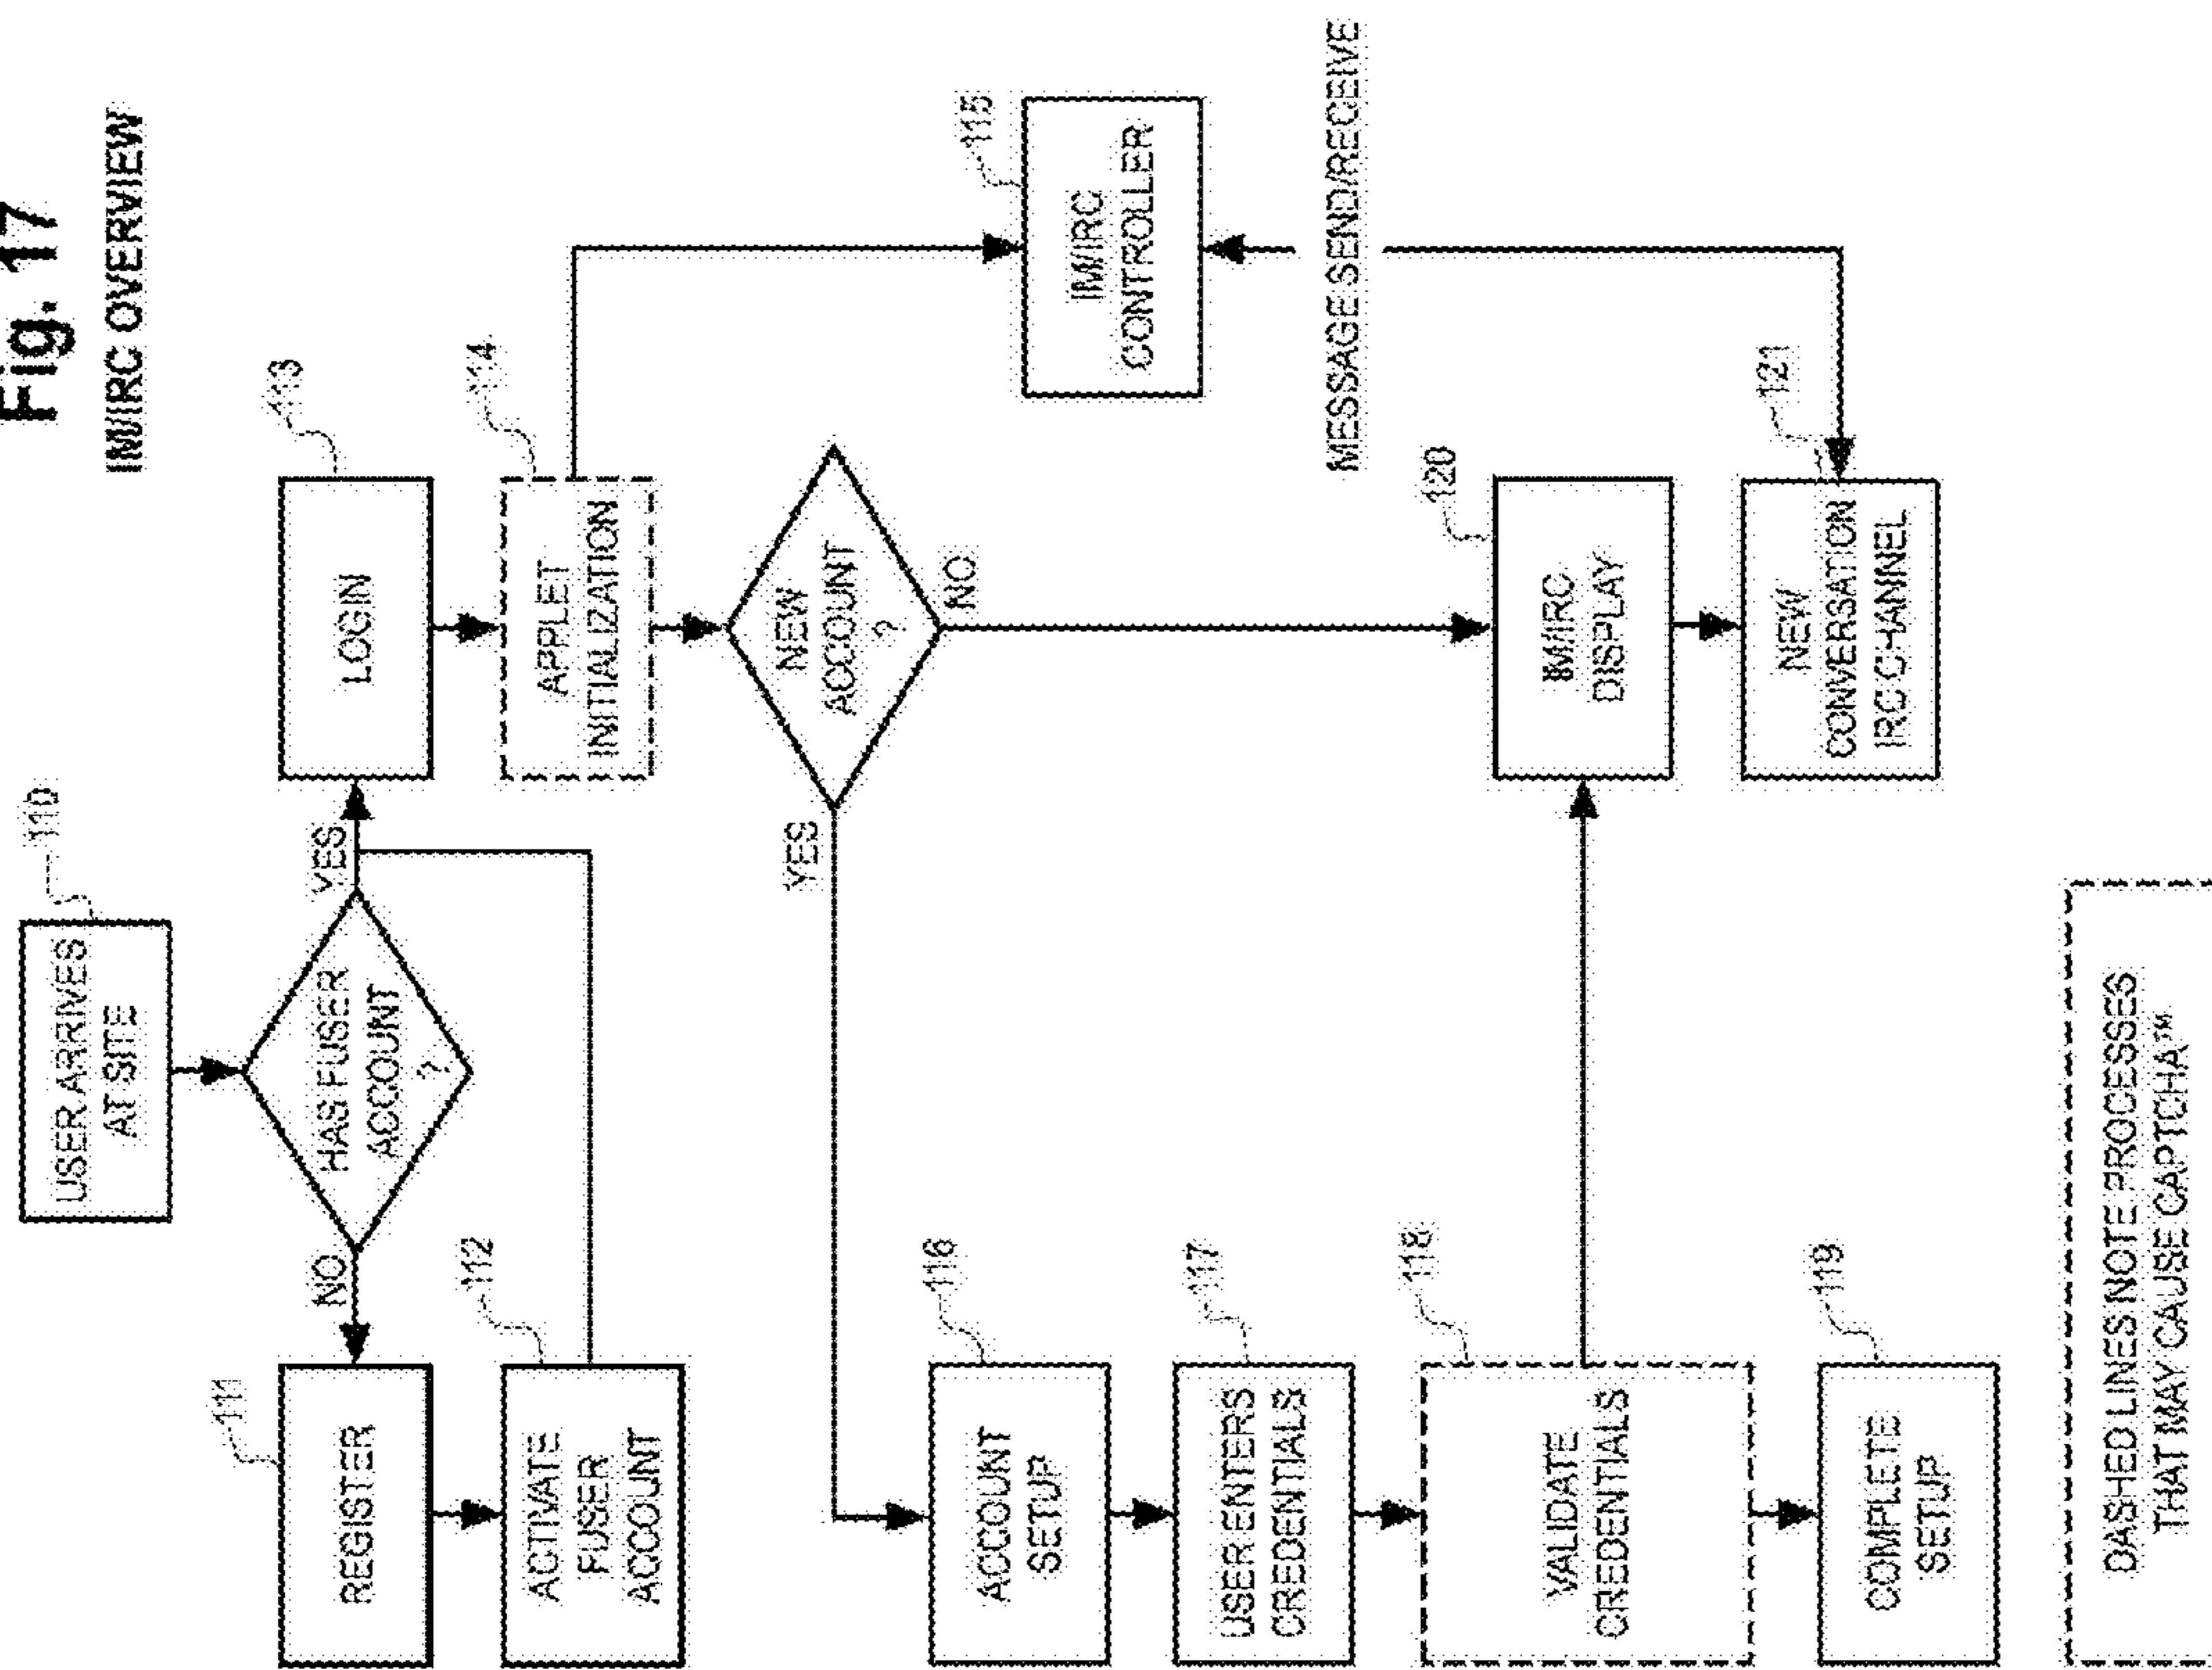 Fig. 17
IM/IRC OVERVIEW
110
USER ARRIVES
AT SITE
HAS FUSER
ACCOUNT
?
NO
YES
111
REGISTER
112
ACTIVATE
FUSER
ACCOUNT
113
LOGIN
114
APPLET
INITIALIZATION
NEW
ACCOUNT
?
YES
NO
115
IM/IRC
CONTROLLER
MESSAGE SEND/RECEIVE
116
ACCOUNT
SETUP
117
USER ENTERS
CREDENTIALS
118
VALIDATE
CREDENTIALS
119
COMPLETE
SETUP
120
IM/IRC
DISPLAY
121
NEW
CONVERSATION
IRC CHANNEL
DASHED LINES NOTE PROCESSES
THAT MAY CAUSE CAPTCHA™